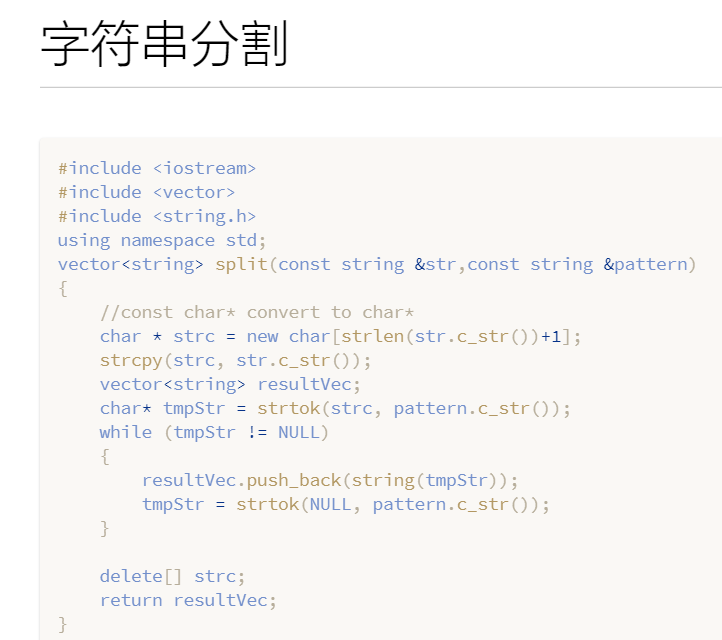 字符串分割
#include <iostream>
#include <vector>
#include <string.h>
using namespace std;
vector<string> split(const string &str,const string &pattern)
{
    //const char* convert to char*
    char * strc = new char[strlen(str.c_str())+1];
    strcpy(strc, str.c_str());
    vector<string> resultVec;
    char* tmpStr = strtok(strc, pattern.c_str());
    while (tmpStr != NULL)
    {
        resultVec.push_back(string(tmpStr));
        tmpStr = strtok(NULL, pattern.c_str());
    }
    delete[] strc;
    return resultVec;
}